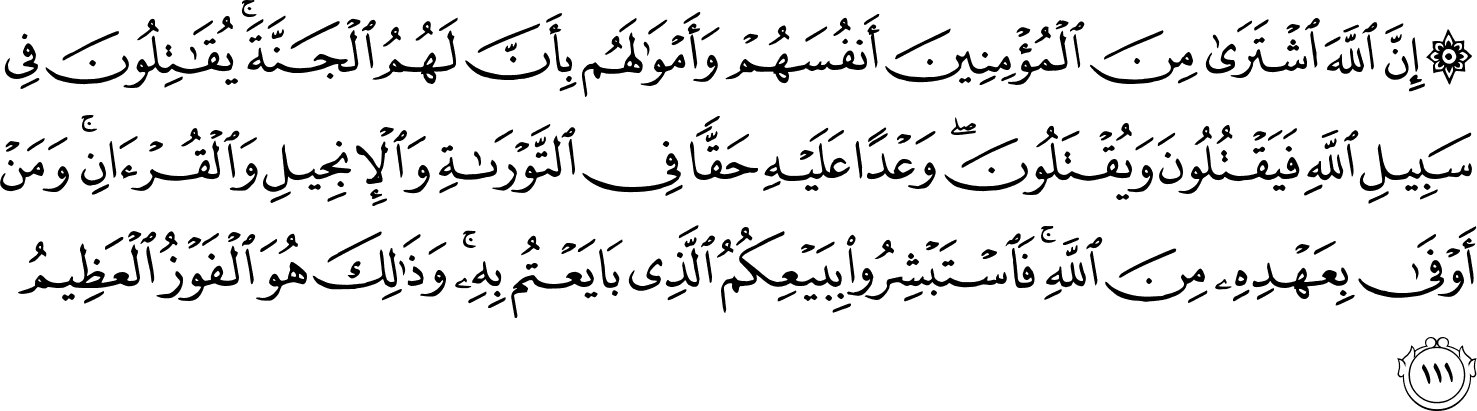 ۞ إِنَّ ٱللَّهَ ٱشْتَرَىٰ مِنَ ٱلْمُؤْمِنِينَ أَنفُسَهُمْ وَأَمْوَٰلَهُم بِأَنَّ لَهُمُ ٱلْجَنَّةَ ۚ يُقَـٰتِلُونَ فِى
سَبِيلِ ٱللَّهِ فَيَقْتُلُونَ وَيُقْتَلُونَ ۖ وَعْدًا عَلَيْهِ حَقًّا فِى ٱلتَّوْرَىٰةِ وَٱلْإِنجِيلِ وَٱلْقُرْءَانِ ۚ وَمَنْ
أَوْفَىٰ بِعَهْدِهِۦ مِنَ ٱللَّهِ ۚ فَٱسْتَبْشِرُوا۟ بِبَيْعِكُمُ ٱلَّذِى بَايَعْتُم بِهِۦ ۚ وَذَٰلِكَ هُوَ ٱلْفَوْزُ ٱلْعَظِيمُ
١١١